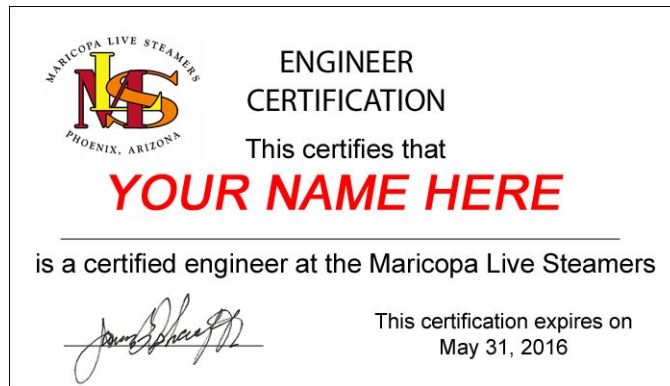 MARICOPA LIVE STEAMERS
MLS
PHOENIX, ARIZONA
ENGINEER
CERTIFICATION
This certifies that
YOUR NAME HERE
is a certified engineer at the Maricopa Live Steamers
This certification expires on
May 31, 2016